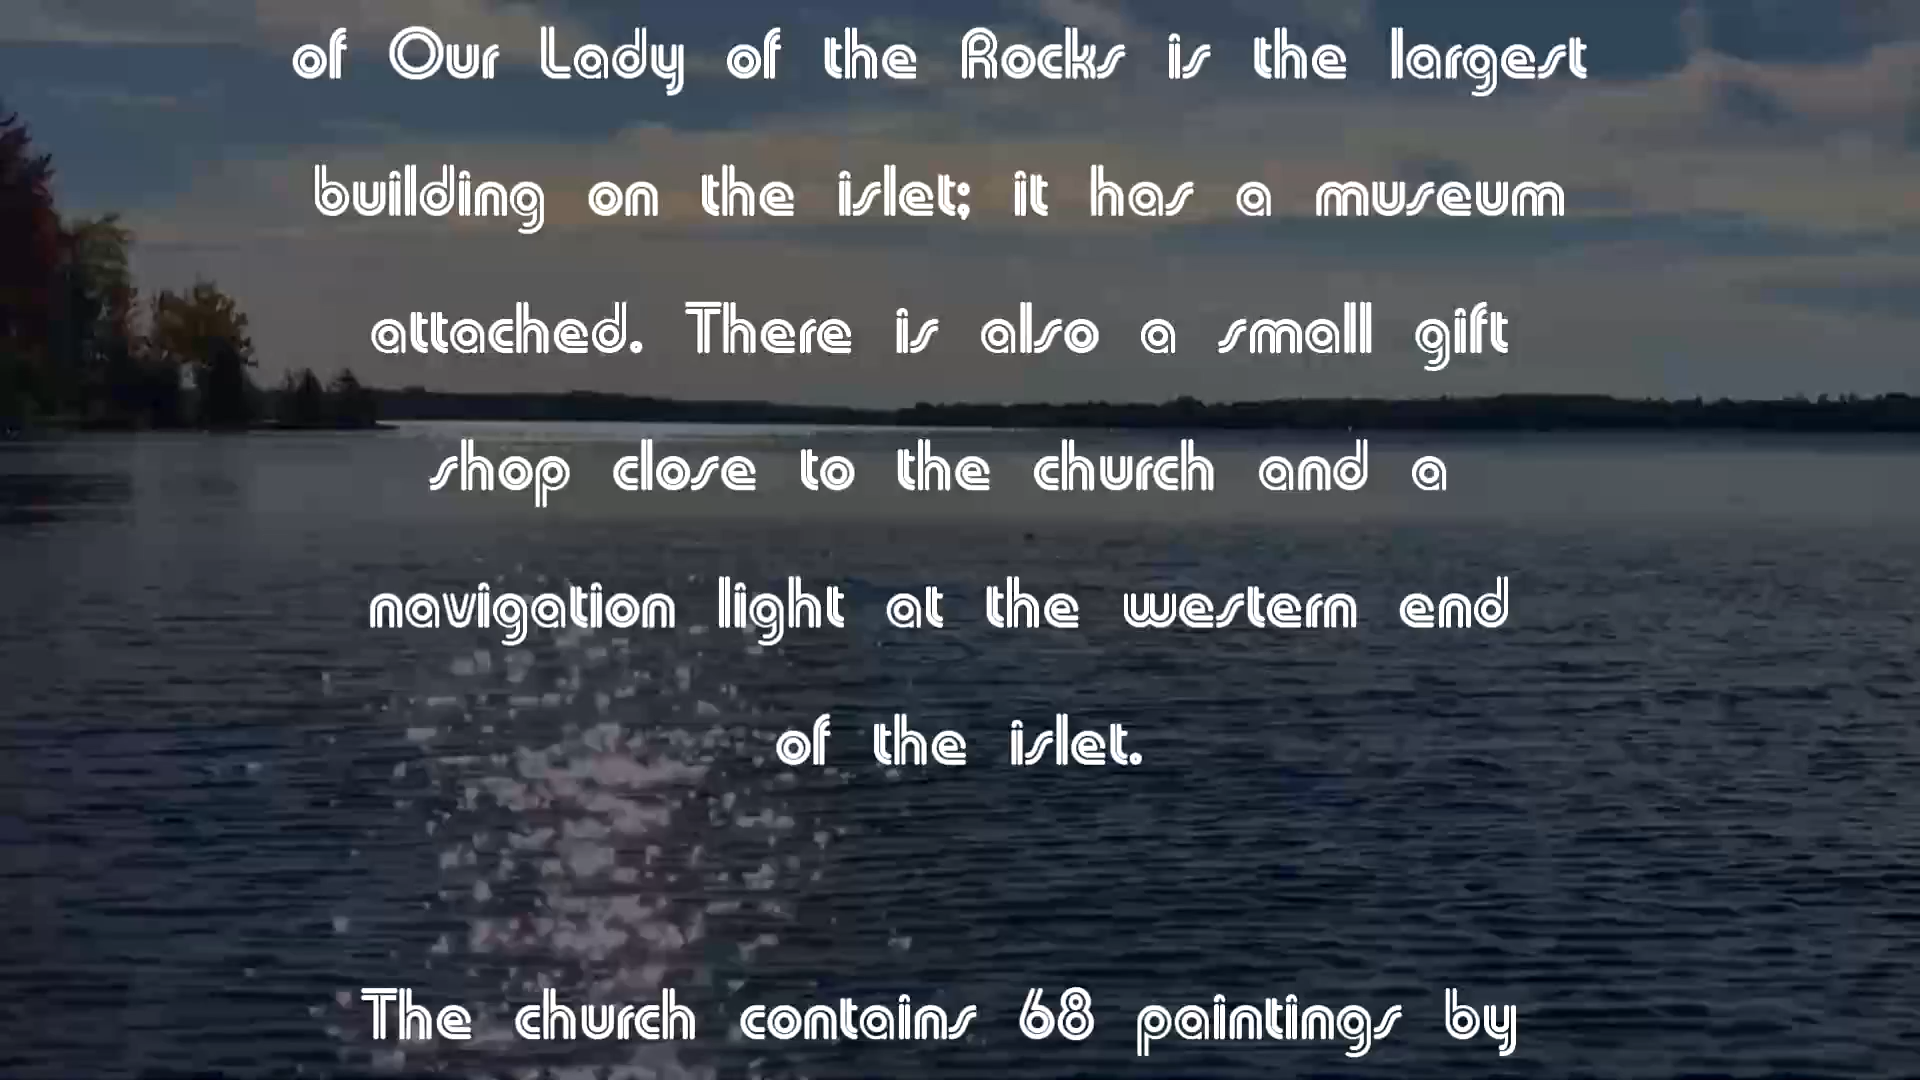 of Our Lady of the Rocks is the largest
building on the islet; it has a museum
attached. There is also a small gift
shop close to the church and a
navigation light at the western end
of the islet.
The church contains 68 paintings by